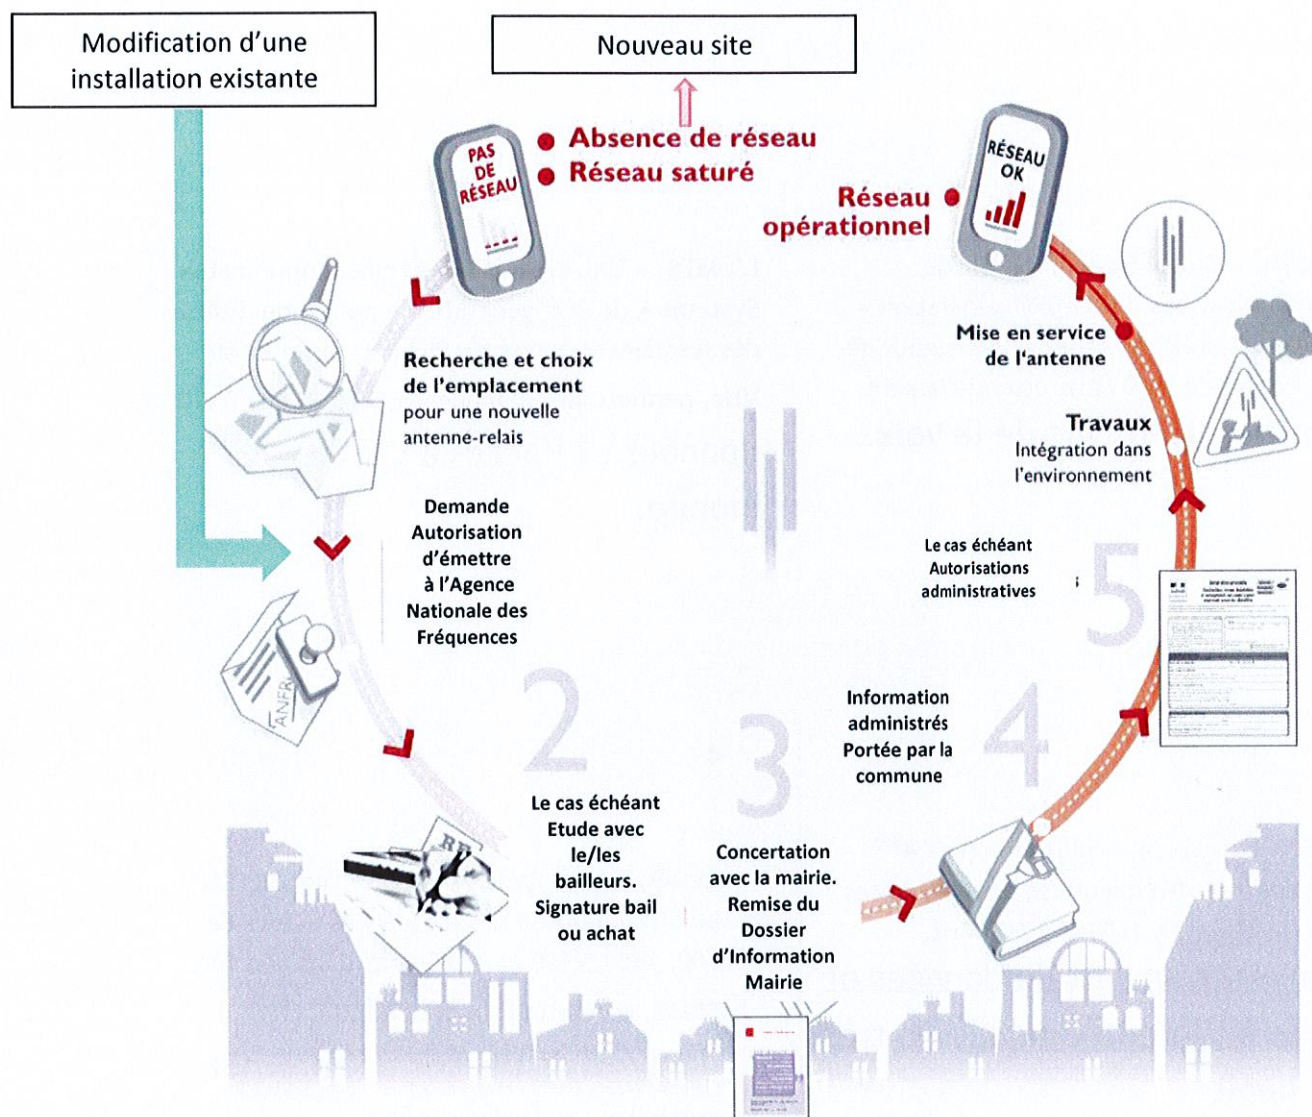 Modification d’une
installation existante
Nouveau site
PAS
DE
RÉSEAU
Absence de réseau
Réseau saturé
RÉSEAU
OK
Réseau
opérationnel
Recherche et choix
de l’emplacement
pour une nouvelle
antenne-relais
Mise en service
de l’antenne
Travaux
Intégration dans
l’environnement
Demande
Autorisation
d’émettre
à l’Agence
Nationale des
Fréquences
ANFR
Le cas échéant
Autorisations
administratives
5
2
Le cas échéant
Etude avec
le/les
bailleurs.
Signature bail
ou achat
3
Concertation
avec la mairie.
Remise du
Dossier
d’Information
Mairie
4
Information
administrés
Portée par la
commune